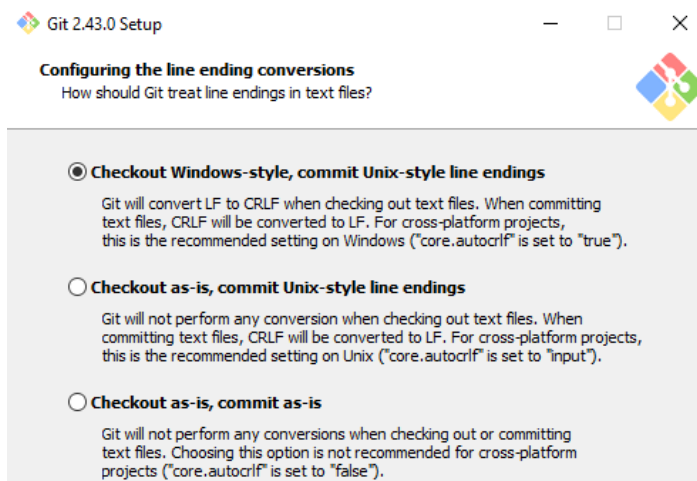 Git 2.43.0 Setup
Configuring the line ending conversions
How should Git treat line endings in text files?
Checkout Windows-style, commit Unix-style line endings
Git will convert LF to CRLF when checking out text files. When committing
text files, CRLF will be converted to LF. For cross-platform projects,
this is the recommended setting on Windows ("core.autocrlf" is set to "true").
Checkout as-is, commit Unix-style line endings
Git will not perform any conversion when checking out text files. When
committing text files, CRLF will be converted to LF. For cross-platform projects,
this is the recommended setting on Unix ("core.autocrlf" is set to "input").
Checkout as-is, commit as-is
Git will not perform any conversions when checking out or committing
text files. Choosing this option is not recommended for cross-platform
projects ("core.autocrlf" is set to "false").